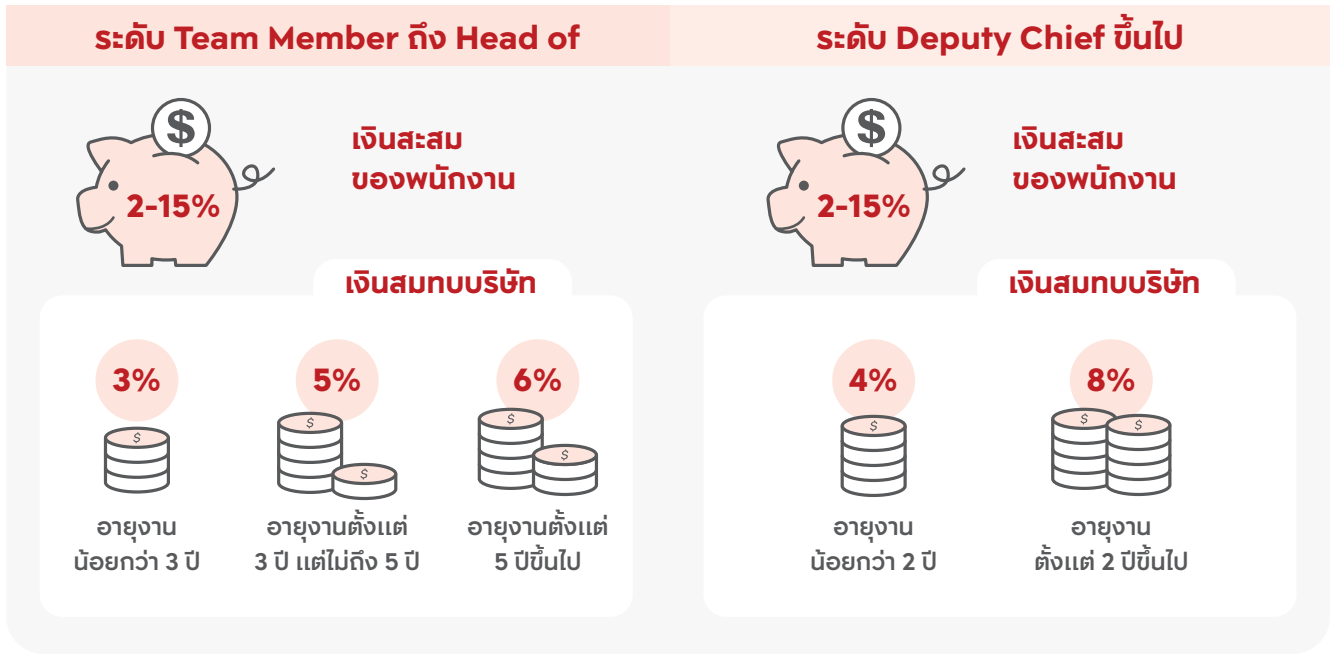 ระดับ Team Member ถึง Head of
$
2-15%
เงินสะสม
ของพนักงาน
เงินสมทบบริษัท
3%
$
อายุงาน
น้อยกว่า 3 ปี
5%
$
$
อายุงานตั้งแต่
3 ปี แต่ไม่ถึง 5 ปี
6%
$
$
อายุงานตั้งแต่
5 ปีขึ้นไป
ระดับ Deputy Chief ขึ้นไป
$
2-15%
เงินสะสม
ของพนักงาน
เงินสมทบบริษัท
4%
$
อายุงาน
น้อยกว่า 2 ปี
8%
$
$
อายุงาน
ตั้งแต่ 2 ปีขึ้นไป